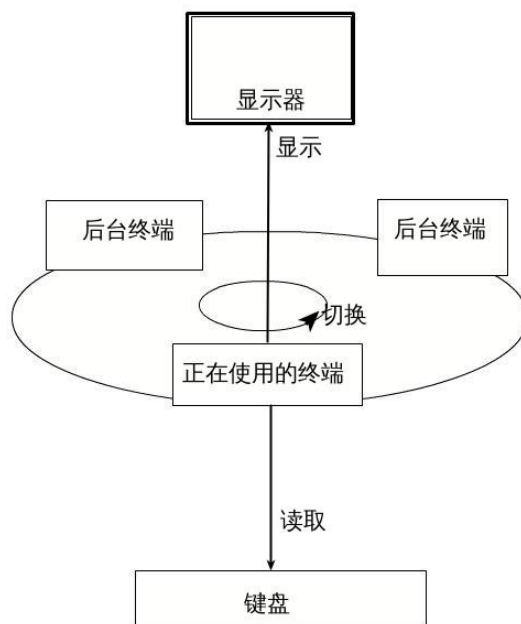 显示器
显示
后台终端
后台终端
切换
正在使用的终端
读取
键盘